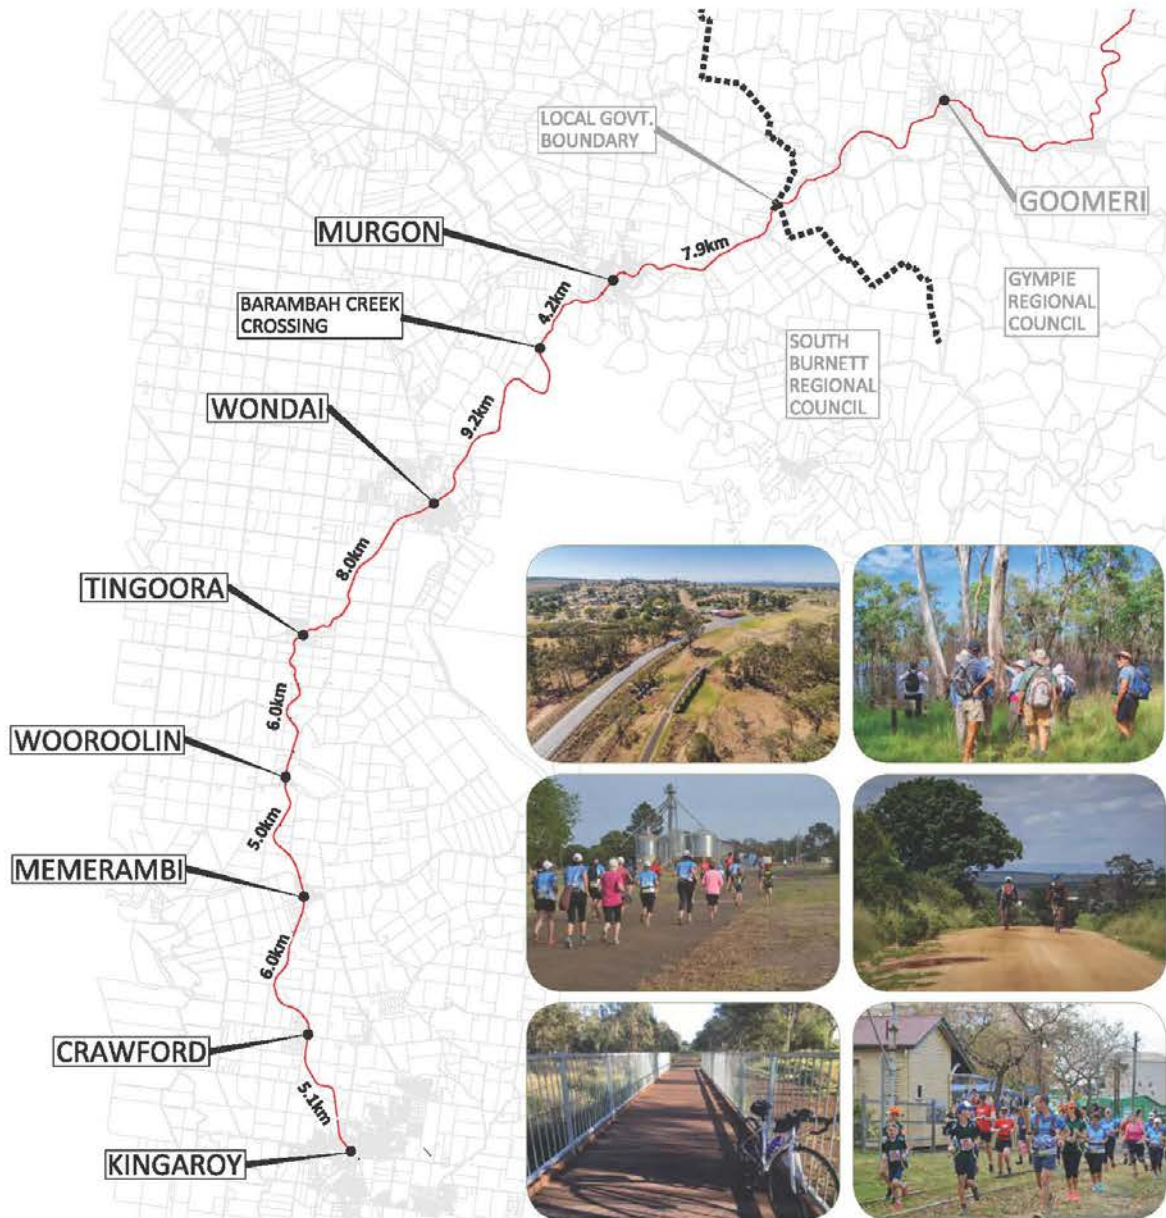 LOCAL GOVT.
BOUNDARY
GOOMERI
MURGON
7.9km
GYMPIE
REGIONAL
COUNCIL
BARAMBAH CREEK
CROSSING
4.2km
SOUTH
BURNETT
REGIONAL
COUNCIL
WONDAI
9.2km
8.0km
TINGOORA
6.0km
WOOROOLIN
5.0km
MEMERAMBI
6.0km
CRAWFORD
5.1km
KINGAROY